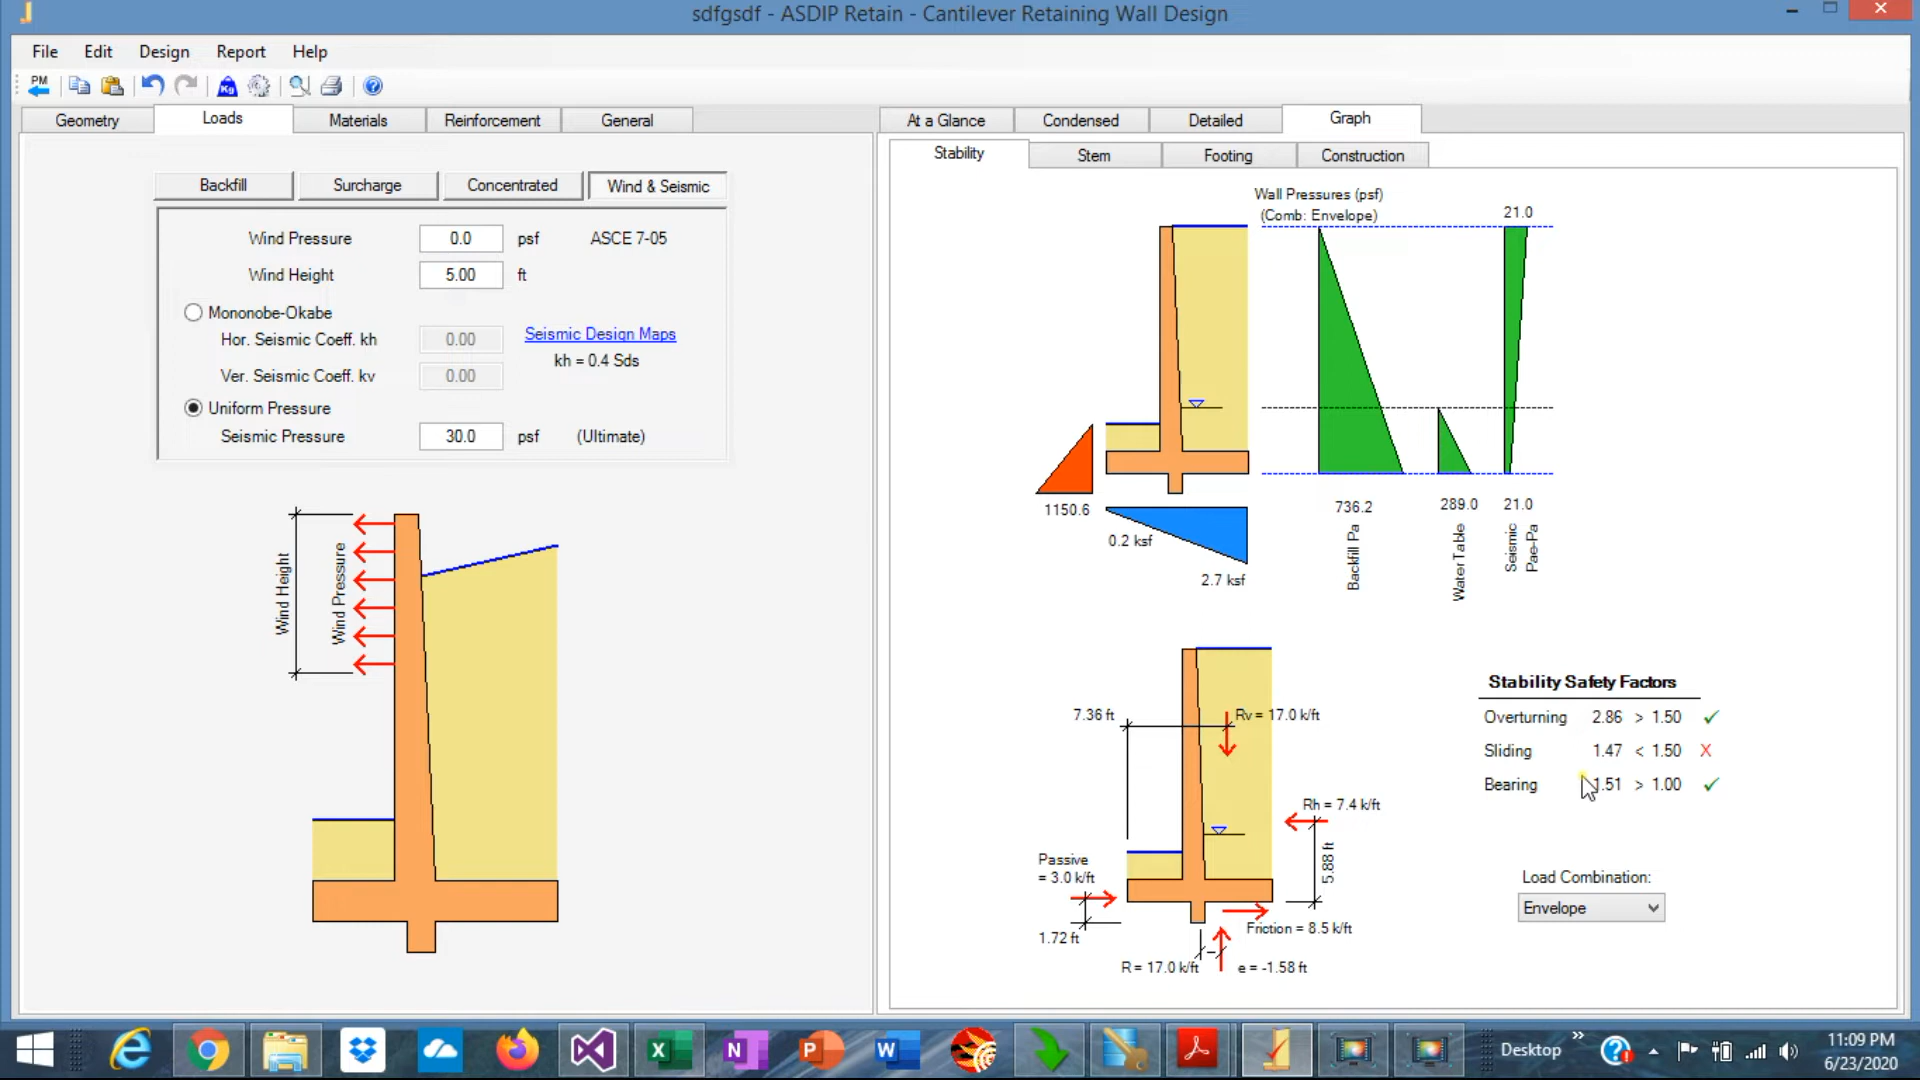 sdfgsdf - ASDIP Retain - Cantilever Retaining Wall Design
File Edit Design Report Help
PM
Kg
Geometry Loads Materials Reinforcement General
At a Glance Condensed Detailed Graph
Stability Stem Footing Construction
Backfill Surcharge Concentrated Wind & Seismic
Wind Pressure 0.0 psf ASCE 7-05
Wind Height 5.00 ft
Mononobe-Okabe
Hor. Seismic Coeff. kh 0.00 Seismic Design Maps
kh = 0.4 Sds
Ver. Seismic Coeff. kv 0.00
Uniform Pressure
Seismic Pressure 30.0 psf (Ultimate)
Wind Height
Wind Pressure
Wall Pressures (psf)
(Comb: Envelope)
21.0
1150.6
0.2 ksf
2.7 ksf
736.2 289.0 21.0
Backfill Pa
Water Table
Seismic
Pae-Pa
7.36 ft
Rv = 17.0 k/ft
Rh = 7.4 k/ft
5.88 ft
Passive
= 3.0 k/ft
1.72 ft
Friction = 8.5 k/ft
R = 17.0 k/ft e = -1.58 ft
Stability Safety Factors
Overturning 2.86 > 1.50 ✓
Sliding 1.47 < 1.50 X
Bearing 1.51 > 1.00 ✓
Load Combination:
Envelope
Desktop
11:09 PM
6/23/2020